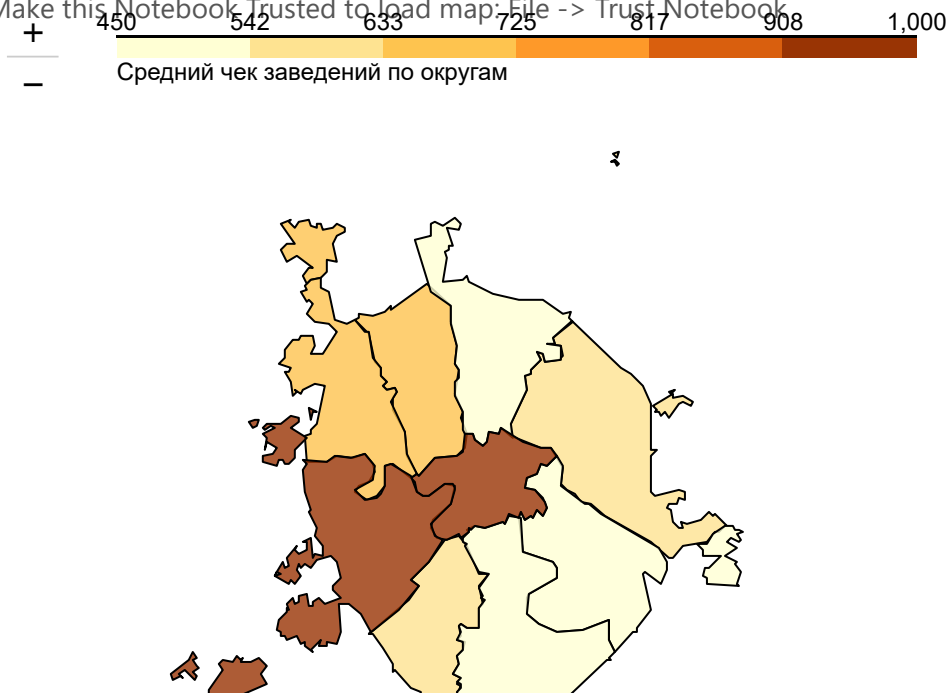 Make this Notebook Trusted to load map: File -> Trust Notebook
+
−
450 542 633 725 817 908 1,000
Средний чек заведений по округам